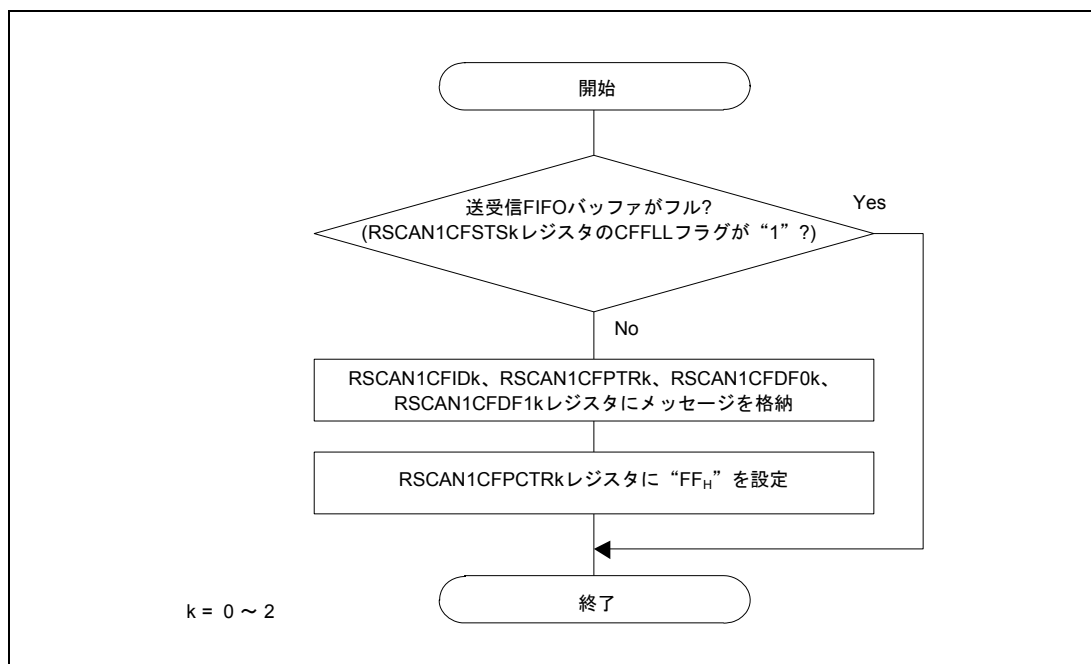 開始
送受信FIFOバッファがフル?
(RSCAN1CFSTSkレジスタのCFFLLフラグが“1”?)
Yes
No
RSCAN1CFIDk、RSCAN1CFPTRk、RSCAN1CFDF0k、
RSCAN1CFDF1kレジスタにメッセージを格納
RSCAN1CFPCTRkレジスタに“FFH”を設定
終了
k = 0 ～ 2